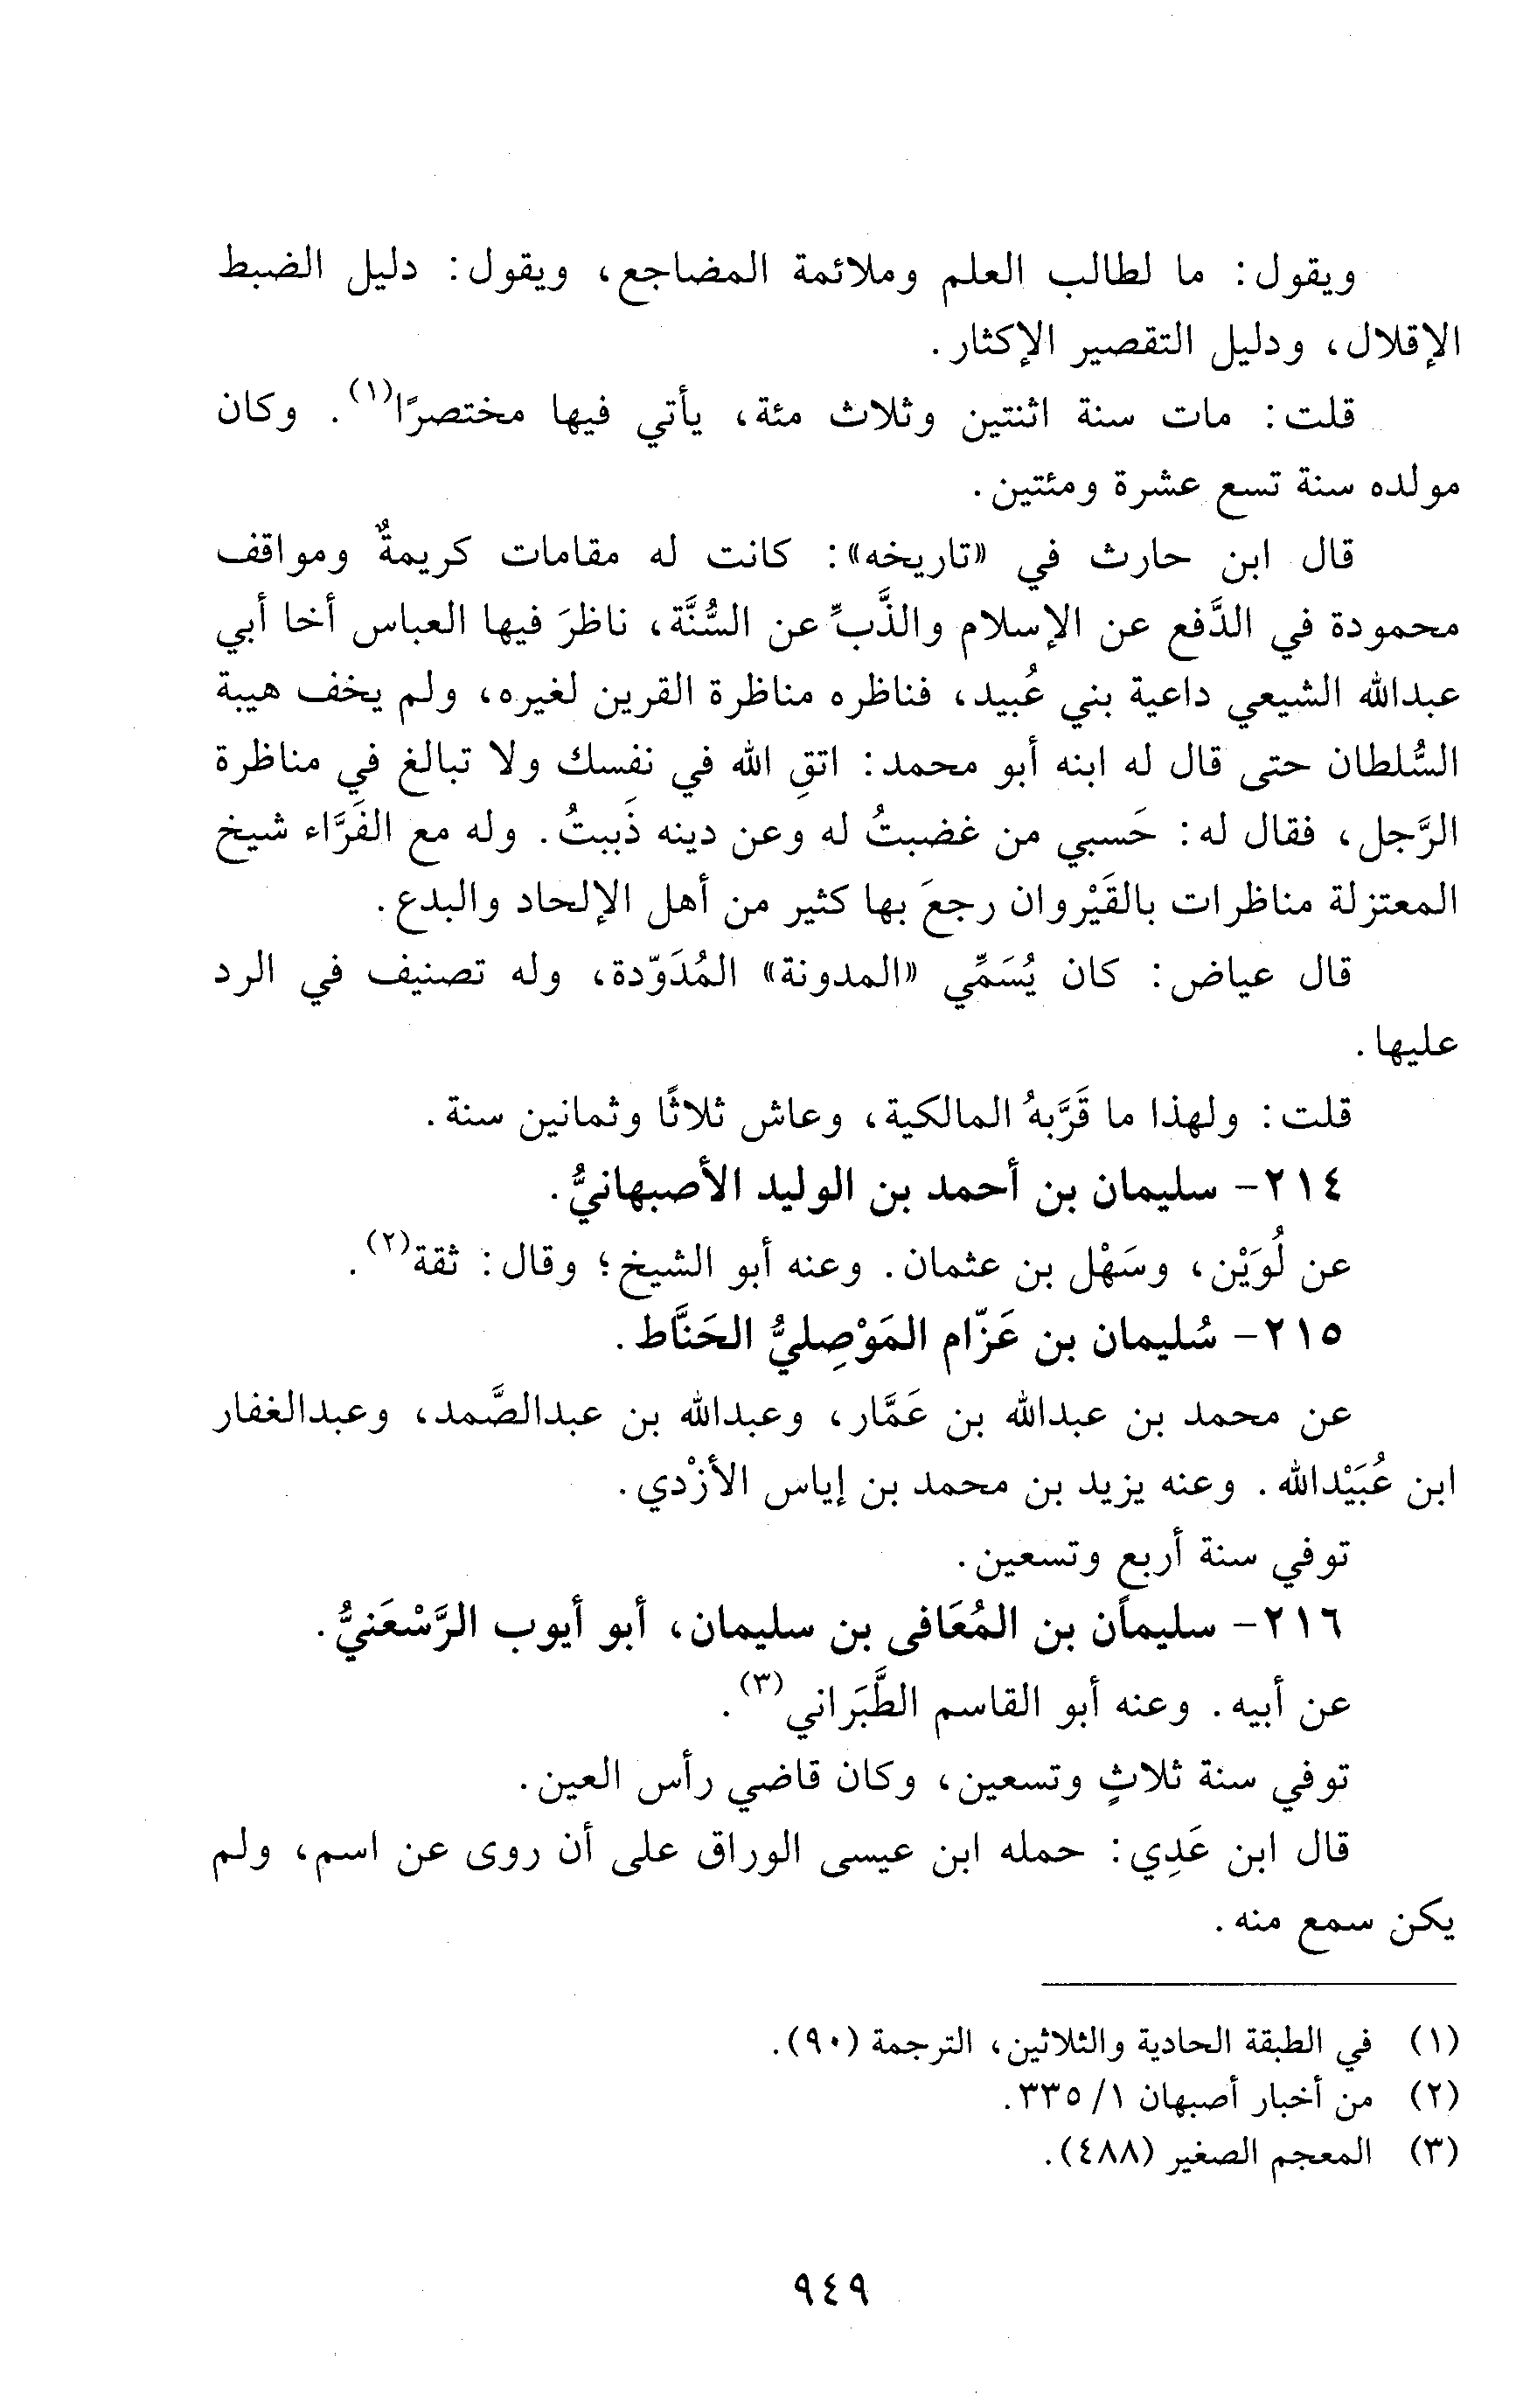 ويقول: ما لطالب العلم وملائمة المضاجع، ويقول: دليل الضبط
الإقلال، ودليل التقصير الإكثار.
قلت: مات سنة اثنتين وثلاث مئة، يأتي فيها مختصرًا(١). وكان
مولده سنة تسع عشرة ومئتين.
قال ابن حارث في «تاريخه»: كانت له مقامات كريمةٌ ومواقف
محمودة في الدَّفع عن الإسلام والذَّبِّ عن السُّنَّة، ناظرَ فيها العباس أخا أبي
عبدالله الشيعي داعية بني عُبيد، فناظره مناظرة القرين لغيره، ولم يخف هيبة
السُّلطان حتى قال له ابنه أبو محمد: اتقِ الله في نفسك ولا تبالغ في مناظرة
الرَّجل، فقال له: حَسبي من غضبتُ له وعن دينه ذَببتُ. وله مع الفَرَّاء شيخ
المعتزلة مناظرات بالقَيْروان رجعَ بها كثير من أهل الإلحاد والبدع.
قال عياض: كان يُسَمِّي «المدونة» المُدَوّدة، وله تصنيف في الرد
عليها.
قلت: ولهذا ما قَرَّبهُ المالكية، وعاش ثلاثًا وثمانين سنة.
٢١٤- سليمان بن أحمد بن الوليد الأصبهانيُّ.
عن لُوَيْن، وسَهْل بن عثمان. وعنه أبو الشيخ؛ وقال: ثقة(٢).
٢١٥- سُليمان بن عَزّام المَوْصِليُّ الحَنَّاط.
عن محمد بن عبدالله بن عَمَّار، وعبدالله بن عبدالصَّمد، وعبدالغفار
ابن عُبَيْدالله. وعنه يزيد بن محمد بن إياس الأزْدي.
توفي سنة أربع وتسعين.
٢١٦- سليمان بن المُعَافى بن سليمان، أبو أيوب الرَّسْعَنيُّ.
عن أبيه. وعنه أبو القاسم الطَّبَراني(٣).
توفي سنة ثلاثٍ وتسعين، وكان قاضي رأس العين.
قال ابن عَدِي: حمله ابن عيسى الوراق على أن روى عن اسم، ولم
يكن سمع منه.
(١) في الطبقة الحادية والثلاثين، الترجمة (٩٠).
(٢) من أخبار أصبهان ١/ ٣٣٥.
(٣) المعجم الصغير (٤٨٨).
٩٤٩